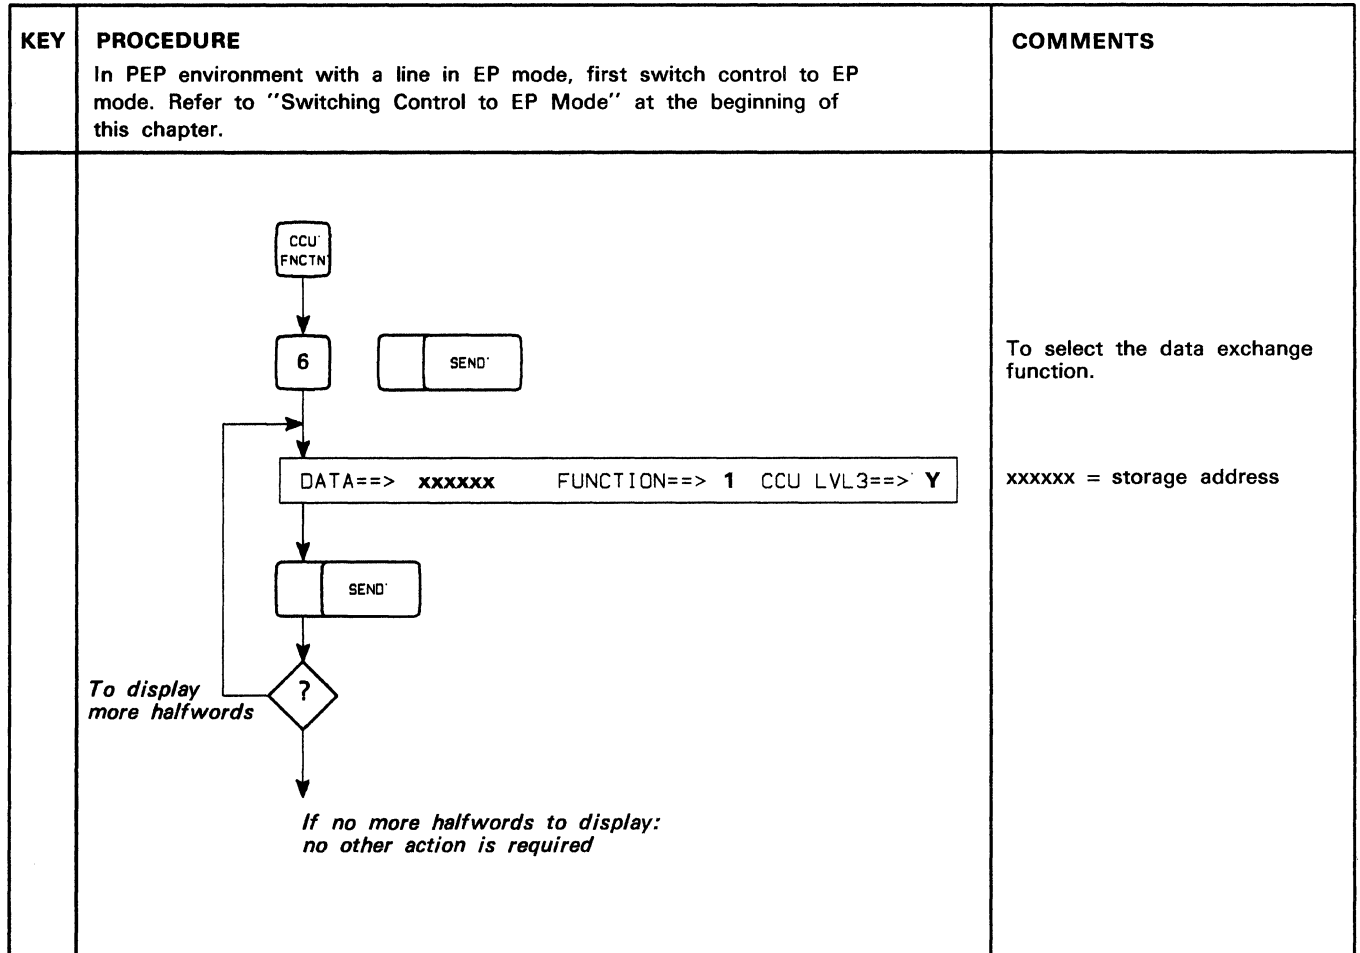 KEY
PROCEDURE
In PEP environment with a line in EP mode, first switch control to EP
mode. Refer to "Switching Control to EP Mode" at the beginning of
this chapter.
COMMENTS
CCU
FNCTN
6
SEND
To select the data exchange
function.
DATA==> xxxxxx FUNCTION==> 1 CCU LVL3==> Y
xxxxxx = storage address
SEND
?
To display
more halfwords
If no more halfwords to display:
no other action is required